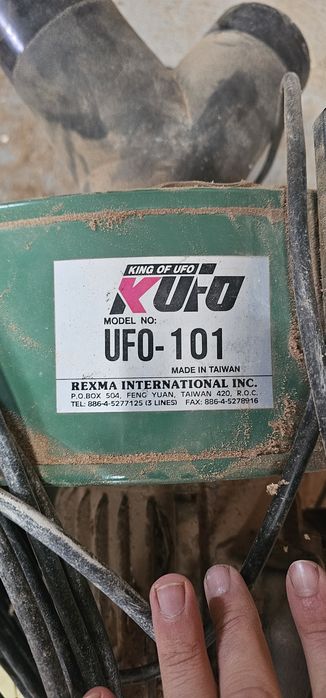 KING OF UFO
KUFO
MODEL NO:
UFO-101
MADE IN TAIWAN
REXMA INTERNATIONAL INC.
P.O.BOX 504, FENG YUAN, TAIWAN 420, R.O.C.
TEL: 886-4-5277125 (3 LINES) FAX: 886-4-5278916